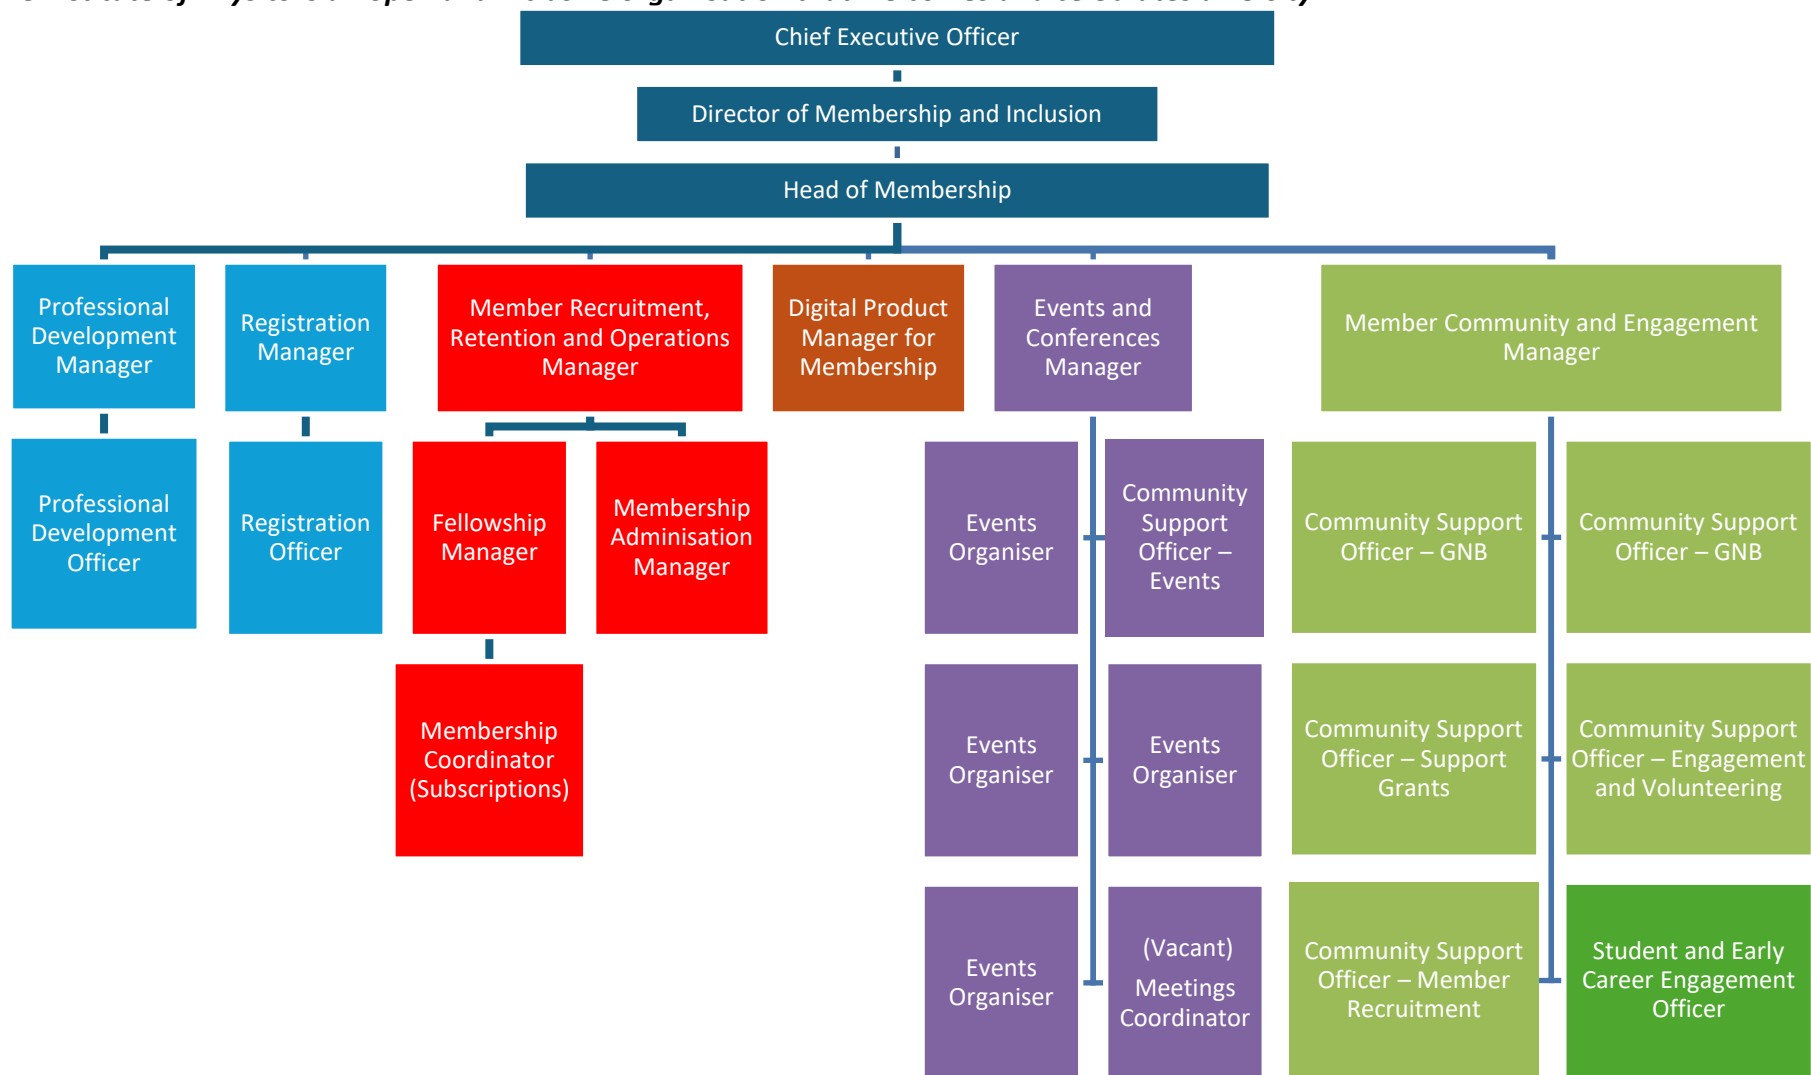 Chief Executive Officer
Director of Membership and Inclusion
Head of Membership
Professional
Development
Manager
Registration
Manager
Member Recruitment,
Retention and Operations
Manager
Digital Product
Manager for
Membership
Events and
Conferences
Manager
Member Community and Engagement
Manager
Professional
Development
Officer
Registration
Officer
Fellowship
Manager
Membership
Adminisation
Manager
Events
Organiser
Community
Support
Officer –
Events
Community Support
Officer – GNB
Community Support
Officer – GNB
Membership
Coordinator
(Subscriptions)
Events
Organiser
Events
Organiser
Community Support
Officer – Support
Grants
Community Support
Officer – Engagement
and Volunteering
Events
Organiser
(Vacant)
Meetings
Coordinator
Community Support
Officer – Member
Recruitment
Student and Early
Career Engagement
Officer